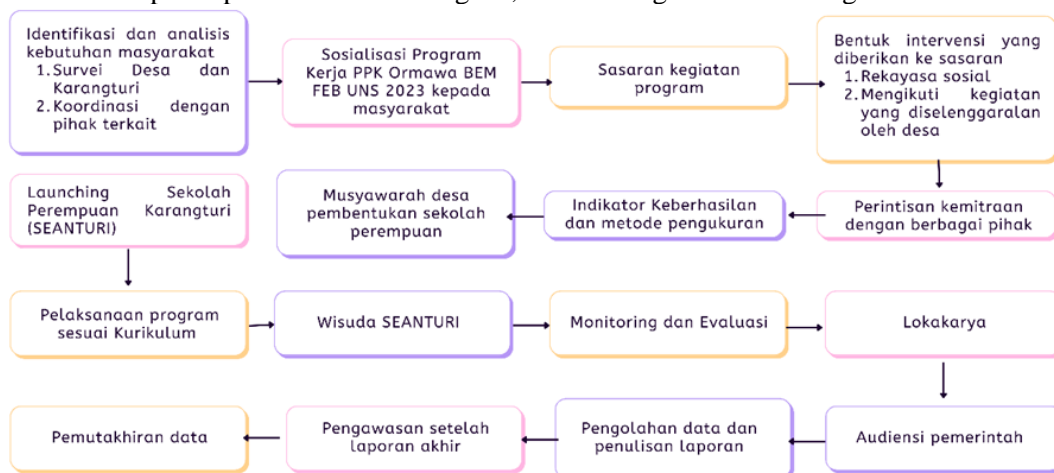 Identifikasi dan analisis
kebutuhan masyarakat
1. Survei Desa dan
Karangturi
2. Koordinasi dengan
pihak terkait
Sosialisasi Program
Kerja PPK Ormawa BEM
FEB UNS 2023 kepada
masyarakat
Sasaran kegiatan
program
Bentuk intervensi yang
diberikan ke sasaran
1. Rekayasa sosial
2. Mengikuti kegiatan
yang diselenggaralan
oleh desa
Perintisan kemitraan
dengan berbagai pihak
Indikator Keberhasilan
dan metode pengukuran
Musyawarah desa
pembentukan sekolah
perempuan
Launching Sekolah
Perempuan Karangturi
(SEANTURI)
Pelaksanaan program
sesuai Kurikulum
Wisuda SEANTURI
Monitoring dan Evaluasi
Lokakarya
Audiensi pemerintah
Pengolahan data dan
penulisan laporan
Pengawasan setelah
laporan akhir
Pemutakhiran data